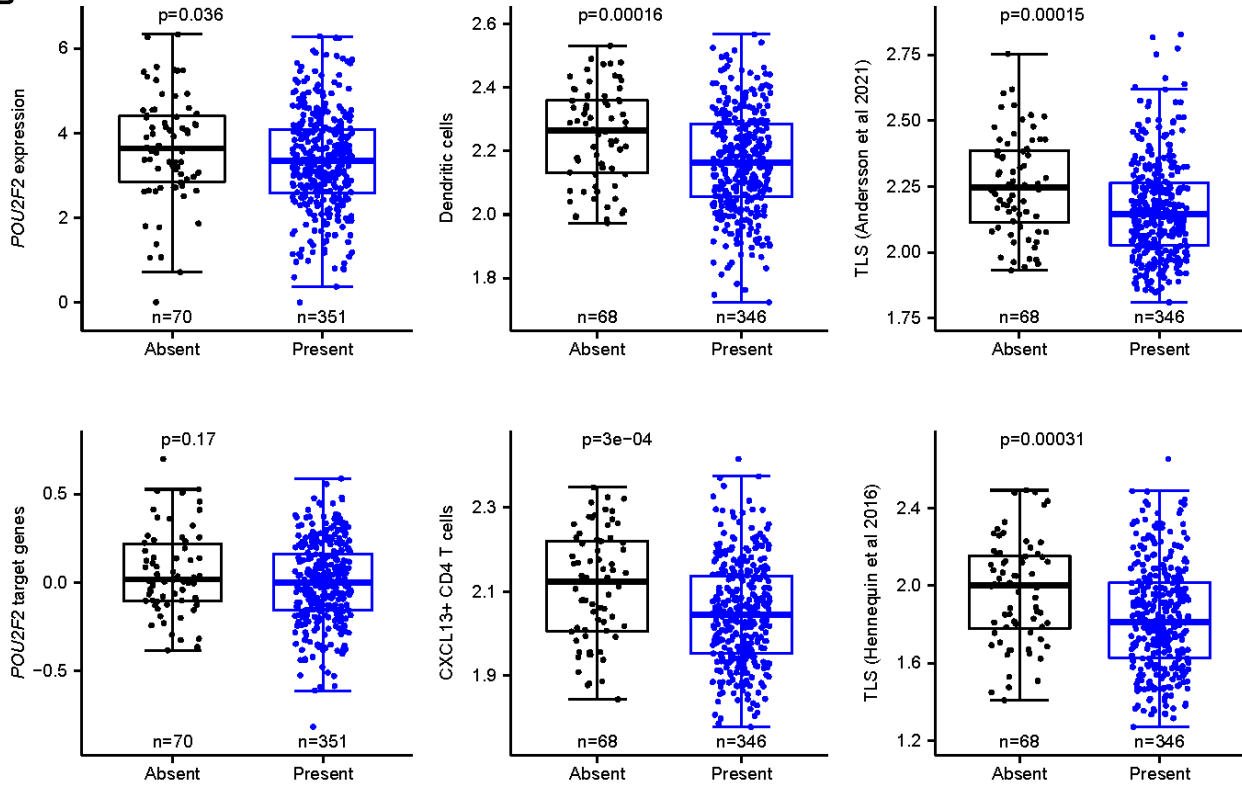 p=0.036
POU2F2 expression
6
4
2
0
n=70
n=351
Absent
Present
p=0.00016
Dendritic cells
2.6
2.4
2.2
2.0
1.8
n=68
n=346
Absent
Present
p=0.00015
TLS (Andersson et al 2021)
2.75
2.50
2.25
2.00
1.75
n=68
n=346
Absent
Present
p=0.17
POU2F2 target genes
0.5
0.0
−0.5
n=70
n=351
Absent
Present
p=3e−04
CXCL13+ CD4 T cells
2.3
2.1
1.9
n=68
n=346
Absent
Present
p=0.00031
TLS (Hennequin et al 2016)
2.4
2.0
1.6
1.2
n=68
n=346
Absent
Present